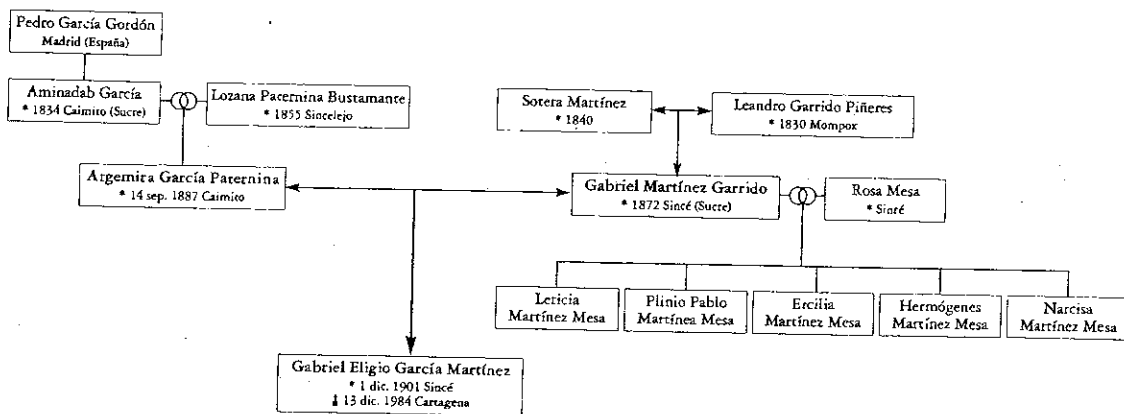 Pedro García Gordón
Madrid (España)
Aminadab García
* 1834 Caimito (Sucre)
Lozana Paternina Bustamante
* 1855 Sincelejo
Sotera Martínez
* 1840
Leandro Garrido Piñeres
* 1830 Mompox
Argemira García Paternina
* 14 sep. 1887 Caimito
Gabriel Martínez Garrido
* 1872 Sincé (Sucre)
Rosa Mesa
* Sincé
Leticia
Martínez Mesa
Plinio Pablo
Martínea Mesa
Ercilia
Martínez Mesa
Hermógenes
Martínez Mesa
Narcisa
Martínez Mesa
Gabriel Eligio García Martínez
* 1 dic. 1901 Sincé
‡ 13 dic. 1984 Cartagena